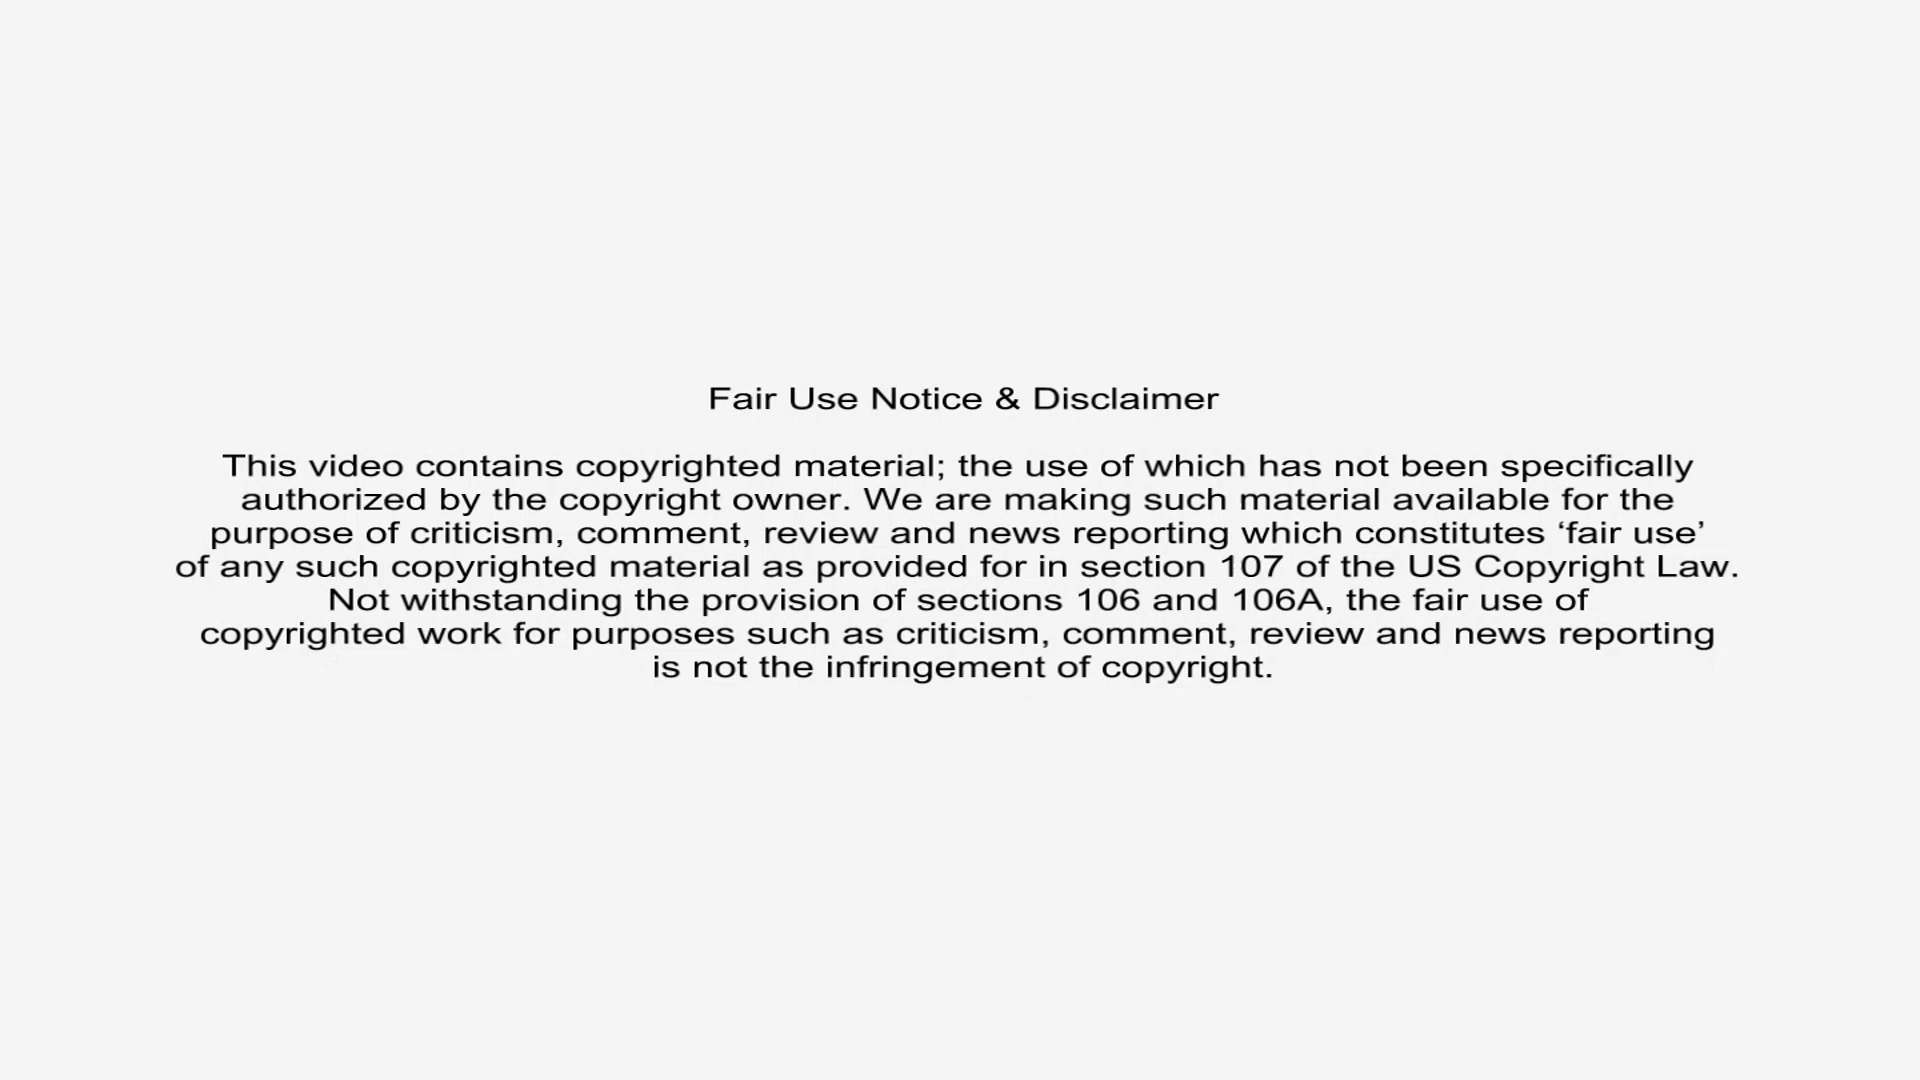 Fair Use Notice & Disclaimer
This video contains copyrighted material; the use of which has not been specifically
authorized by the copyright owner. We are making such material available for the
purpose of criticism, comment, review and news reporting which constitutes ‘fair use’
of any such copyrighted material as provided for in section 107 of the US Copyright Law.
Not withstanding the provision of sections 106 and 106A, the fair use of
copyrighted work for purposes such as criticism, comment, review and news reporting
is not the infringement of copyright.